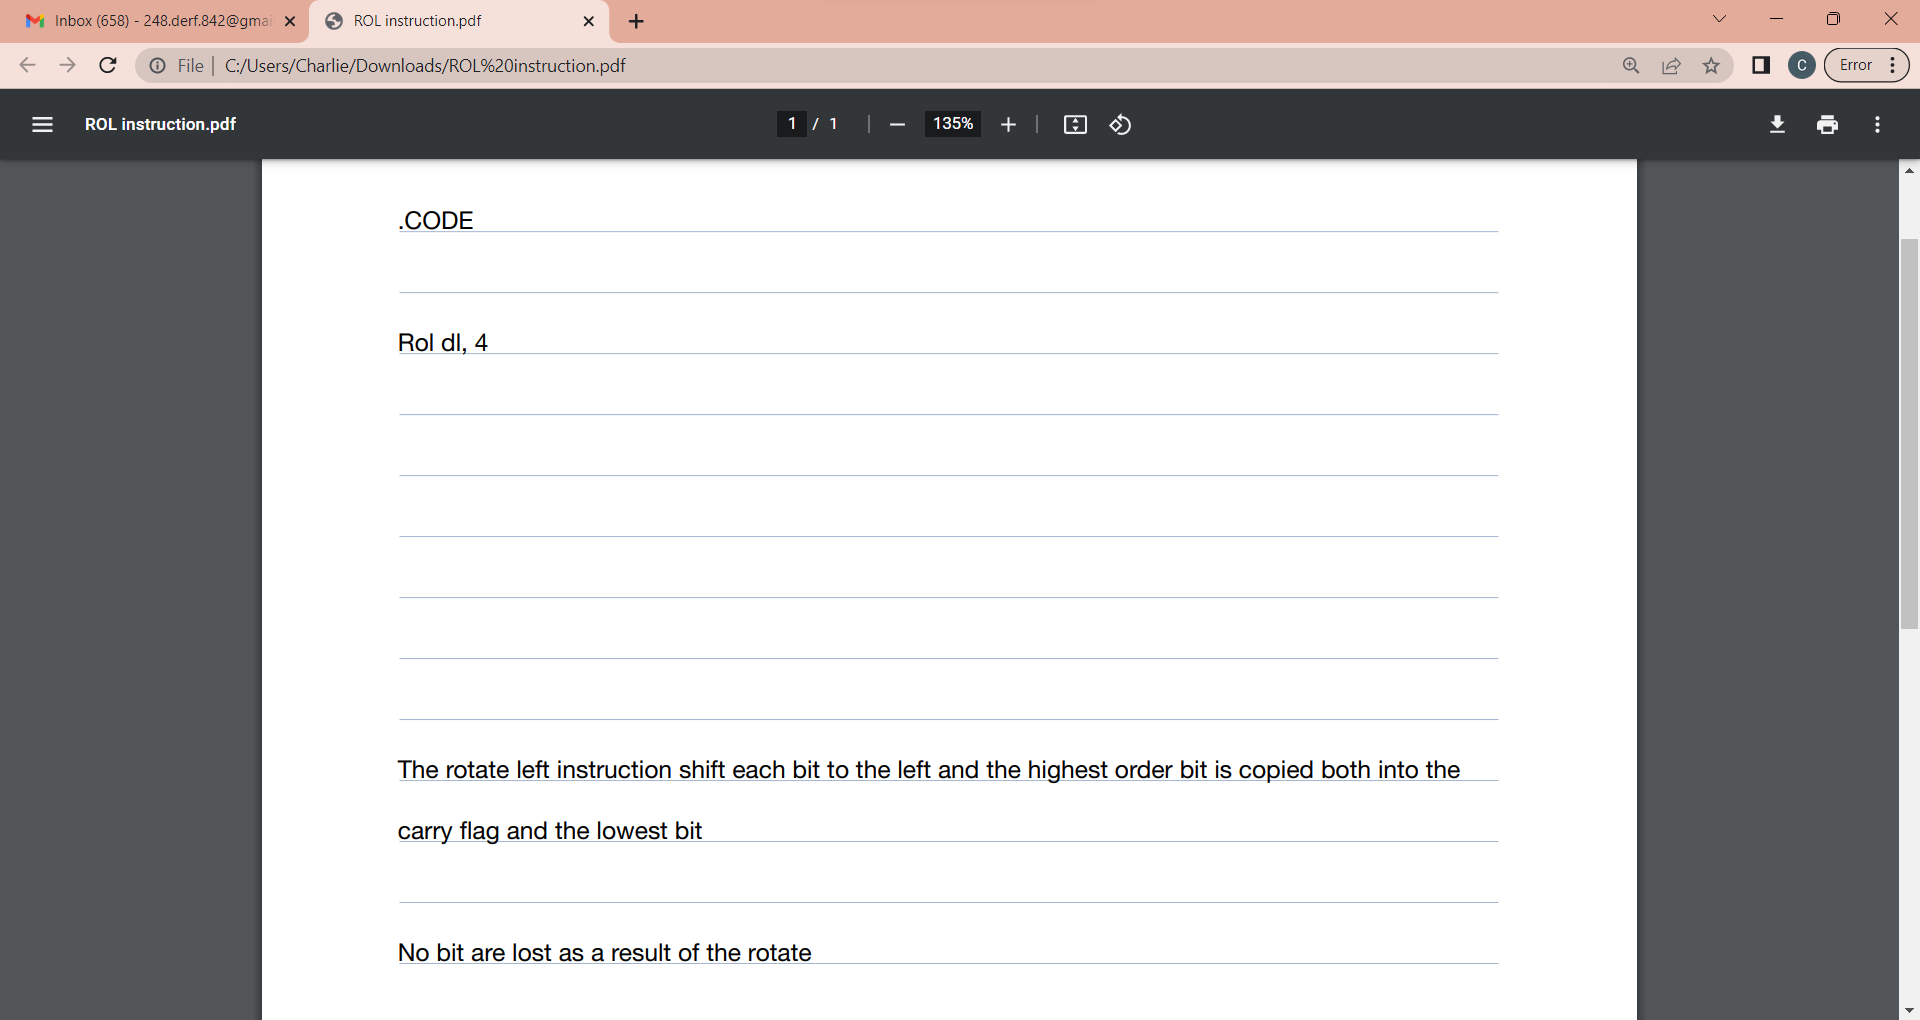 Inbox (658) - 248.derf.842@gmai
ROL instruction.pdf
File | C:/Users/Charlie/Downloads/ROL%20instruction.pdf
C
Error
ROL instruction.pdf
1 / 1
135%
.CODE
Rol dl, 4
The rotate left instruction shift each bit to the left and the highest order bit is copied both into the
carry flag and the lowest bit
No bit are lost as a result of the rotate